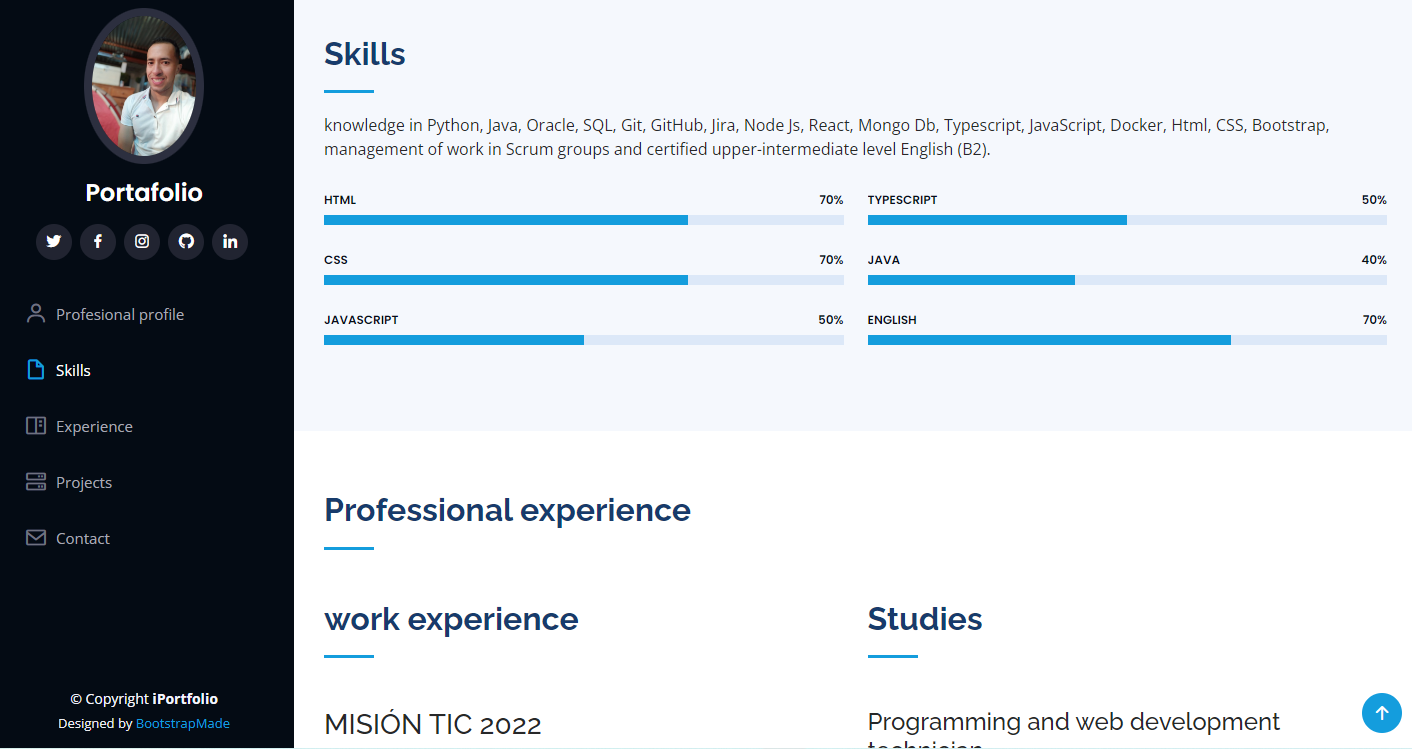 Portafolio
Profesional profile
Skills
Experience
Projects
Contact
© Copyright iPortfolio
Designed by BootstrapMade
Skills
knowledge in Python, Java, Oracle, SQL, Git, GitHub, Jira, Node Js, React, Mongo Db, Typescript, JavaScript, Docker, Html, CSS, Bootstrap,
management of work in Scrum groups and certified upper-intermediate level English (B2).
HTML 70%
CSS 70%
JAVASCRIPT 50%
TYPESCRIPT 50%
JAVA 40%
ENGLISH 70%
Professional experience
work experience
MISIÓN TIC 2022
Studies
Programming and web development
technician